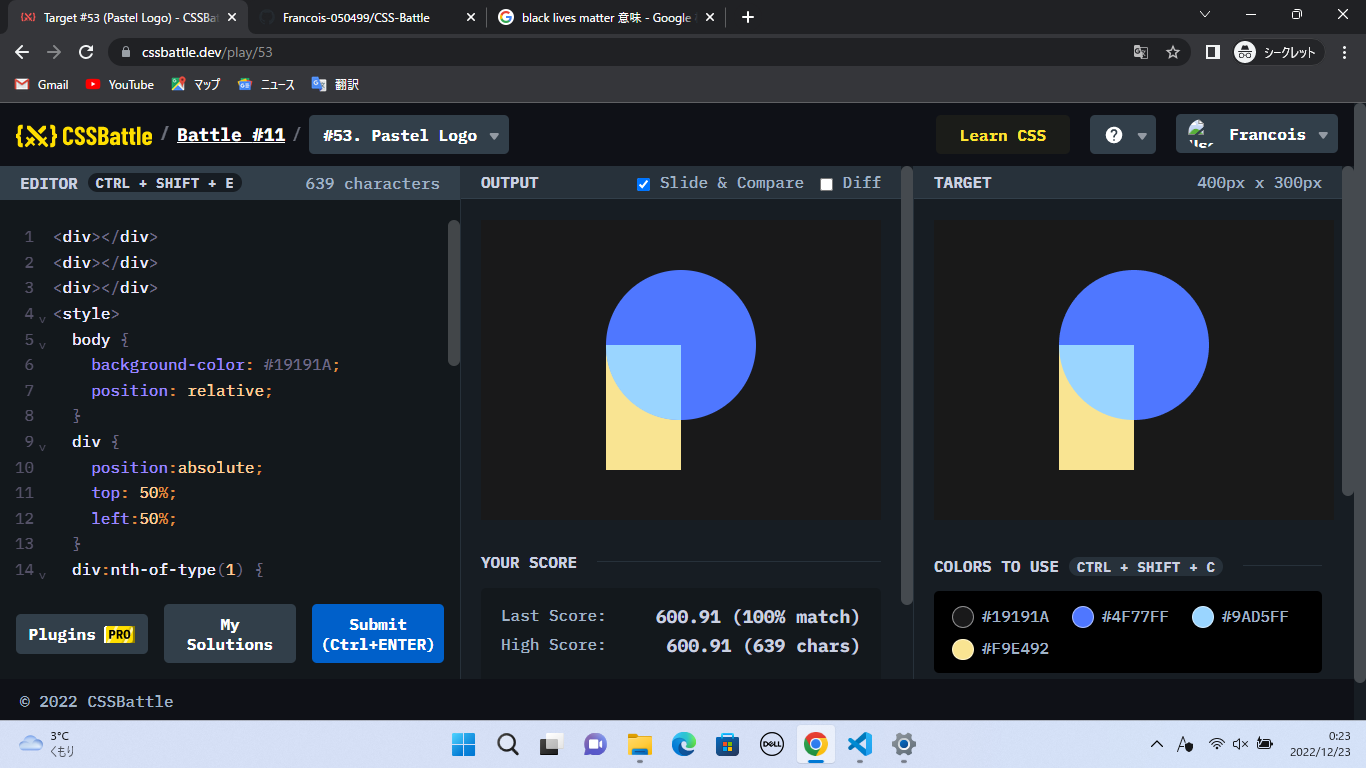 Target #53 (Pastel Logo) - CSSBa
Francois-050499/CSS-Battle
black lives matter 意味 - Google
cssbattle.dev/play/53
シークレット
Gmail
YouTube
マップ
ニュース
翻訳
{X} CSSBattle / Battle #11 / #53. Pastel Logo
Learn CSS
?
Francois
EDITOR CTRL + SHIFT + E 639 characters
OUTPUT Slide & Compare Diff
TARGET 400px x 300px
1 <div></div>
2 <div></div>
3 <div></div>
4 <style>
5 body {
6 background-color: #19191A;
7 position: relative;
8 }
9 div {
10 position:absolute;
11 top: 50%;
12 left:50%;
13 }
14 div:nth-of-type(1) {
Plugins PRO
My Solutions
Submit
(Ctrl+ENTER)
YOUR SCORE
Last Score: 600.91 (100% match)
High Score: 600.91 (639 chars)
COLORS TO USE CTRL + SHIFT + C
#19191A #4F77FF #9AD5FF
#F9E492
© 2022 CSSBattle
3°C
くもり
DELL
A
0:23
2022/12/23